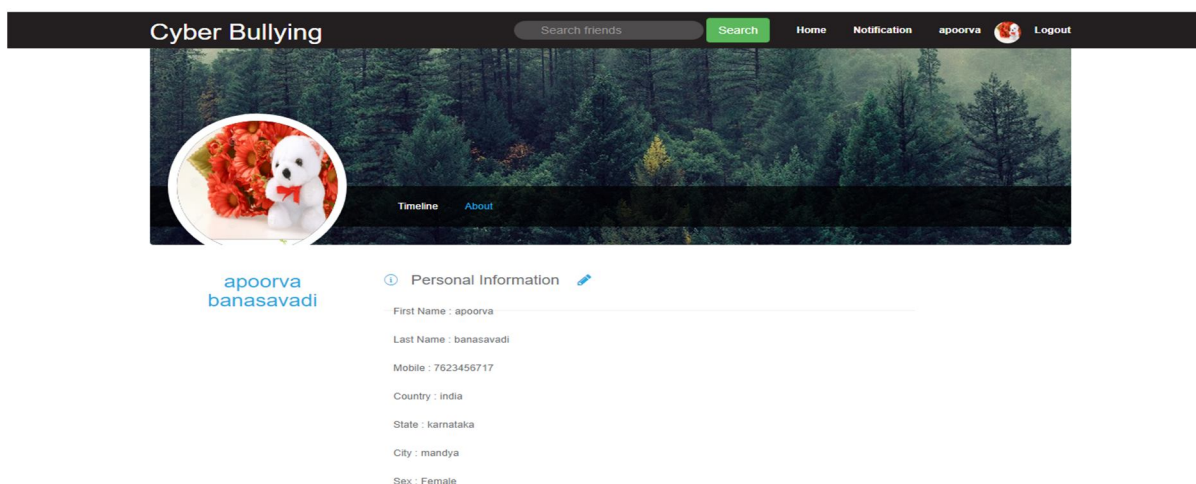 Cyber Bullying
Search friends
Search
Home
Notification
apoorva
Logout
Timeline
About
apoorva
banasavadi
Personal Information
First Name : apoorva
Last Name : banasavadi
Mobile : 7623456717
Country : india
State : karnataka
City : mandya
Sex : Female